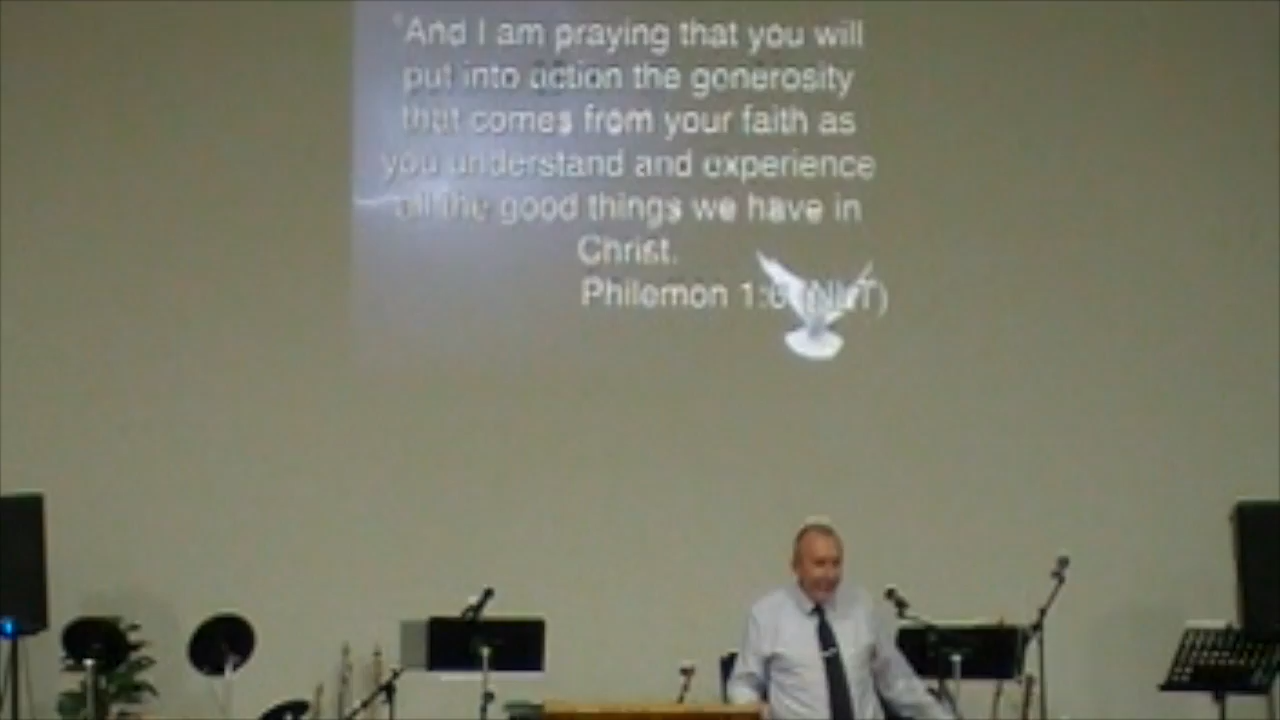 "And I am praying that you will
put into action the generosity
that comes from your faith as
you understand and experience
all the good things we have in
Christ.
Philemon 1:6 (NLT)